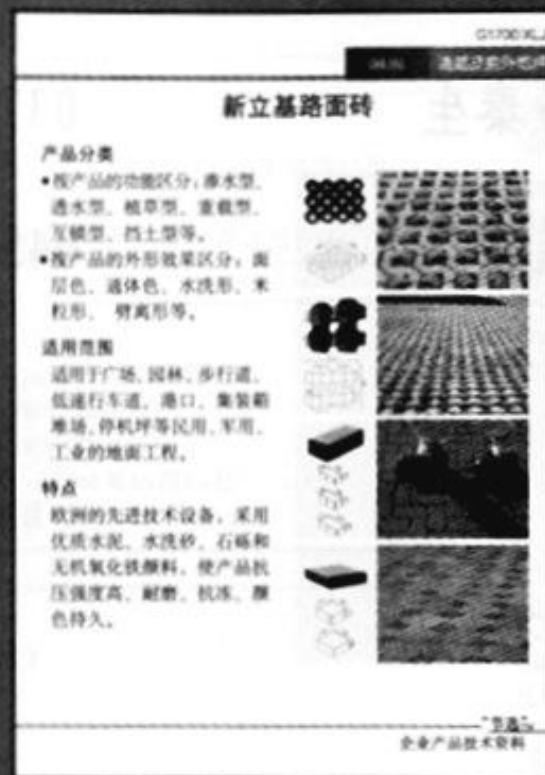 新立基路面砖
产品分类
●按产品的功能区分：渗水型、
透水型、植草型、重载型、
互锁型、挡土型等。
●按产品的外形效果区分：面
层色、通体色、水洗形、米
粒形、劈离形等。
适用范围
适用于广场、园林、步行道、
低速行车道、港口、集装箱
堆场、停机坪等民用、军用、
工业的地面工程。
特点
欧洲的先进技术设备，采用
优质水泥、水洗砂、石砾和
无机氧化铁颜料，使产品抗
压强度高、耐磨、抗冻、颜
色持久。
企业产品技术资料